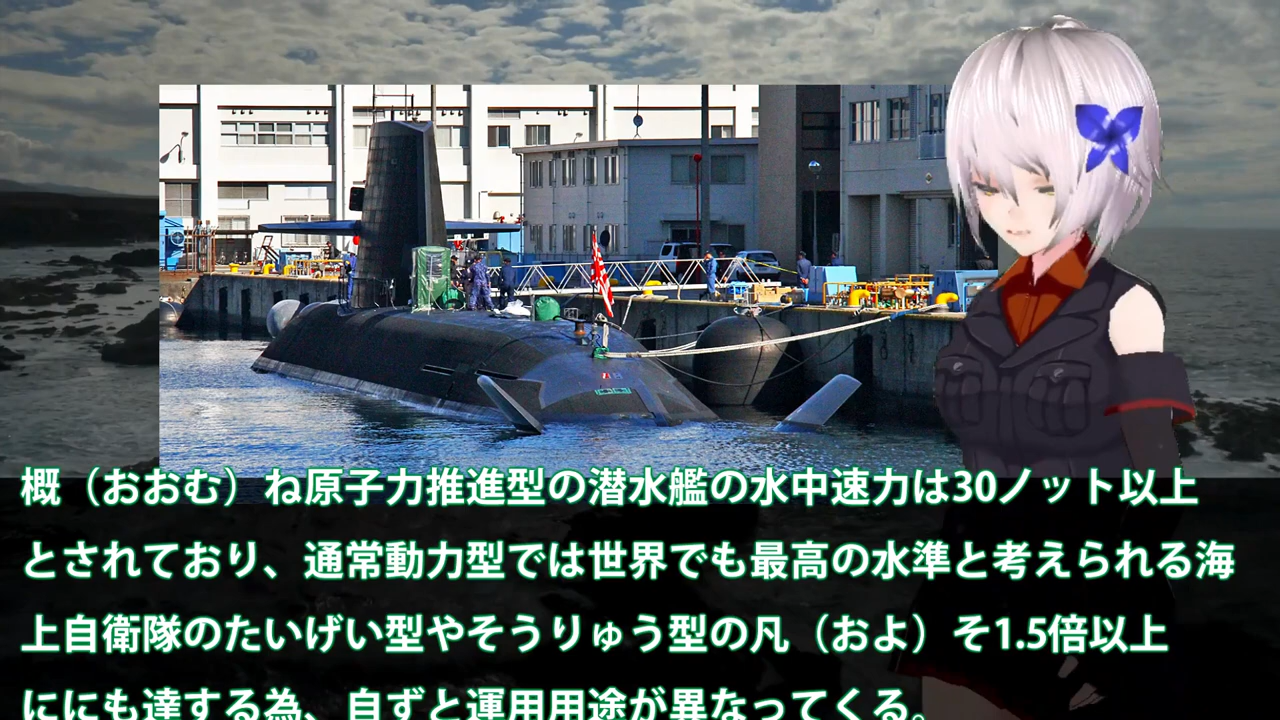 概（おおむ）ね原子力推進型の潜水艦の水中速力は30ノット以上
とされており、通常動力型では世界でも最高の水準と考えられる海
上自衛隊のたいげい型やそうりゅう型の凡（およ）そ1.5倍以上
ににも達する為、自ずと運用用途が異なってくる。